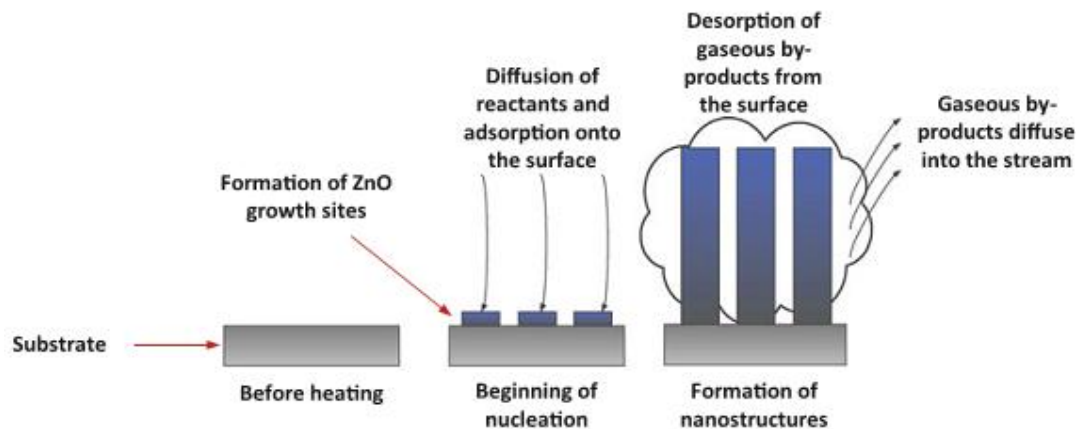 Substrate
Before heating
Formation of ZnO
growth sites
Diffusion of
reactants and
adsorption onto
the surface
Beginning of
nucleation
Desorption of
gaseous by-
products from
the surface
Gaseous by-
products diffuse
into the stream
Formation of
nanostructures